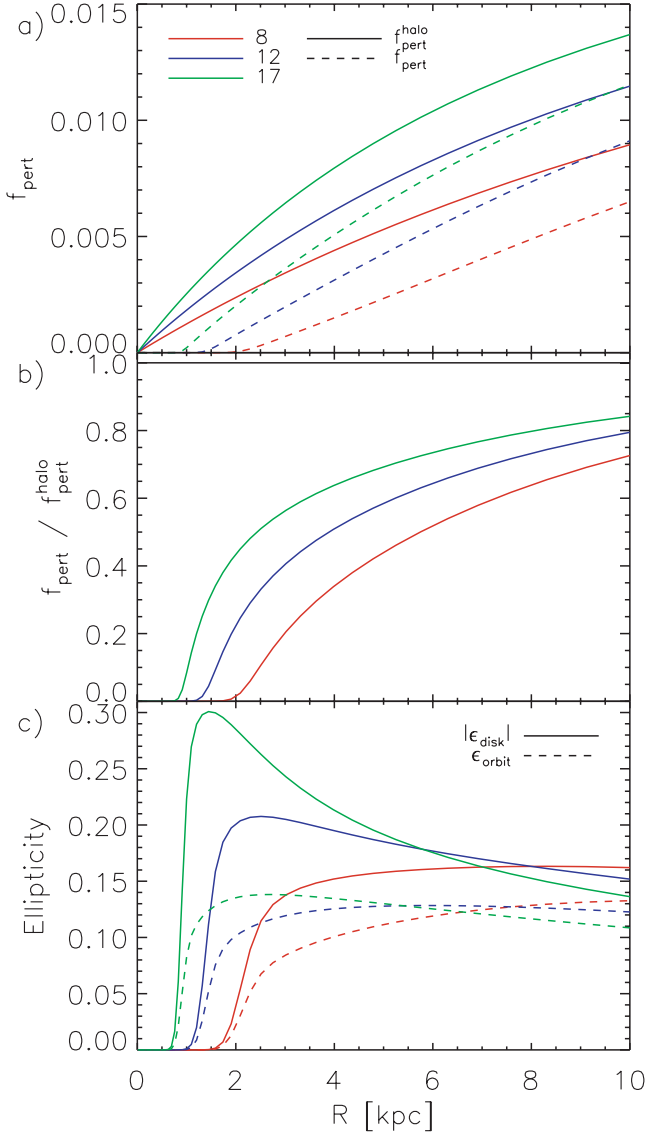 a)
0.015
0.010
0.005
0.000
f_pert
8
12
17
f_pert^halo
f_pert
b)
1.0
0.8
0.6
0.4
0.2
0.0
f_pert / f_pert^halo
c)
0.30
0.25
0.20
0.15
0.10
0.05
0.00
Ellipticity
|ϵ_disk|
ϵ_orbit
0 2 4 6 8 10
R [kpc]